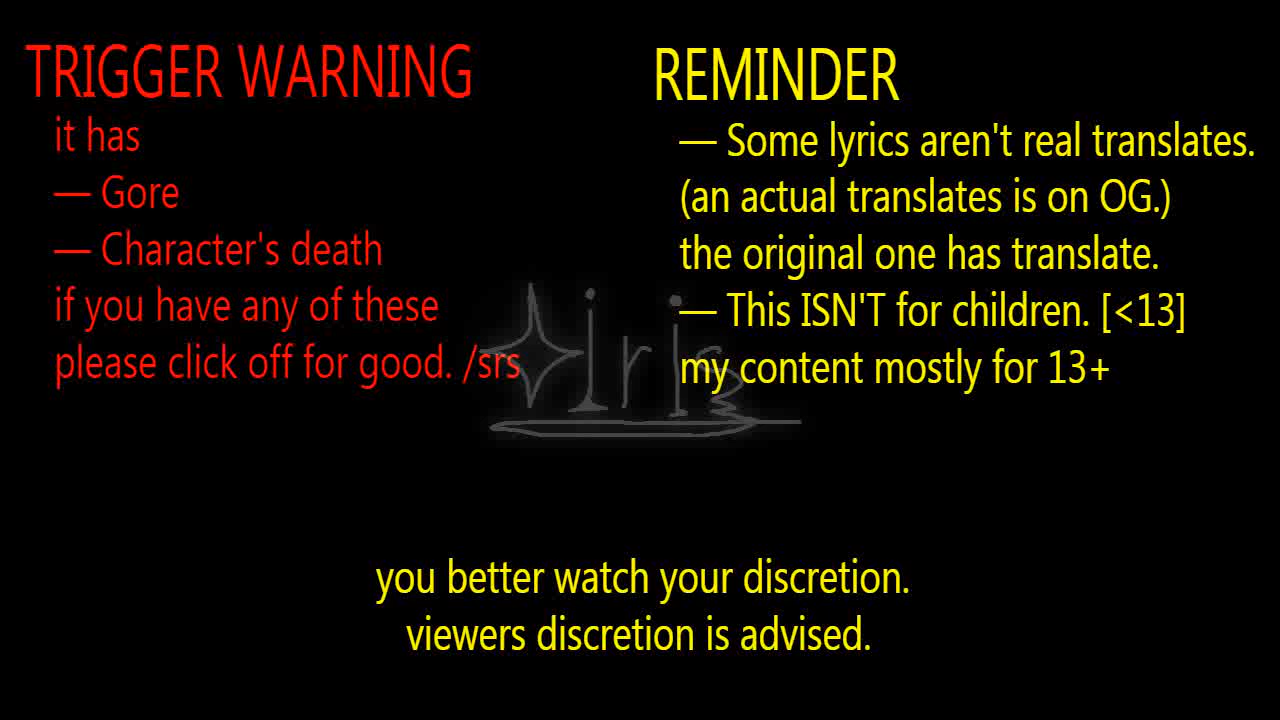 TRIGGER WARNING
it has
— Gore
— Character's death
if you have any of these
please click off for good. /srs
REMINDER
— Some lyrics aren't real translates.
(an actual translates is on OG.)
the original one has translate.
— This ISN'T for children. [<13]
my content mostly for 13+
iris
you better watch your discretion.
viewers discretion is advised.